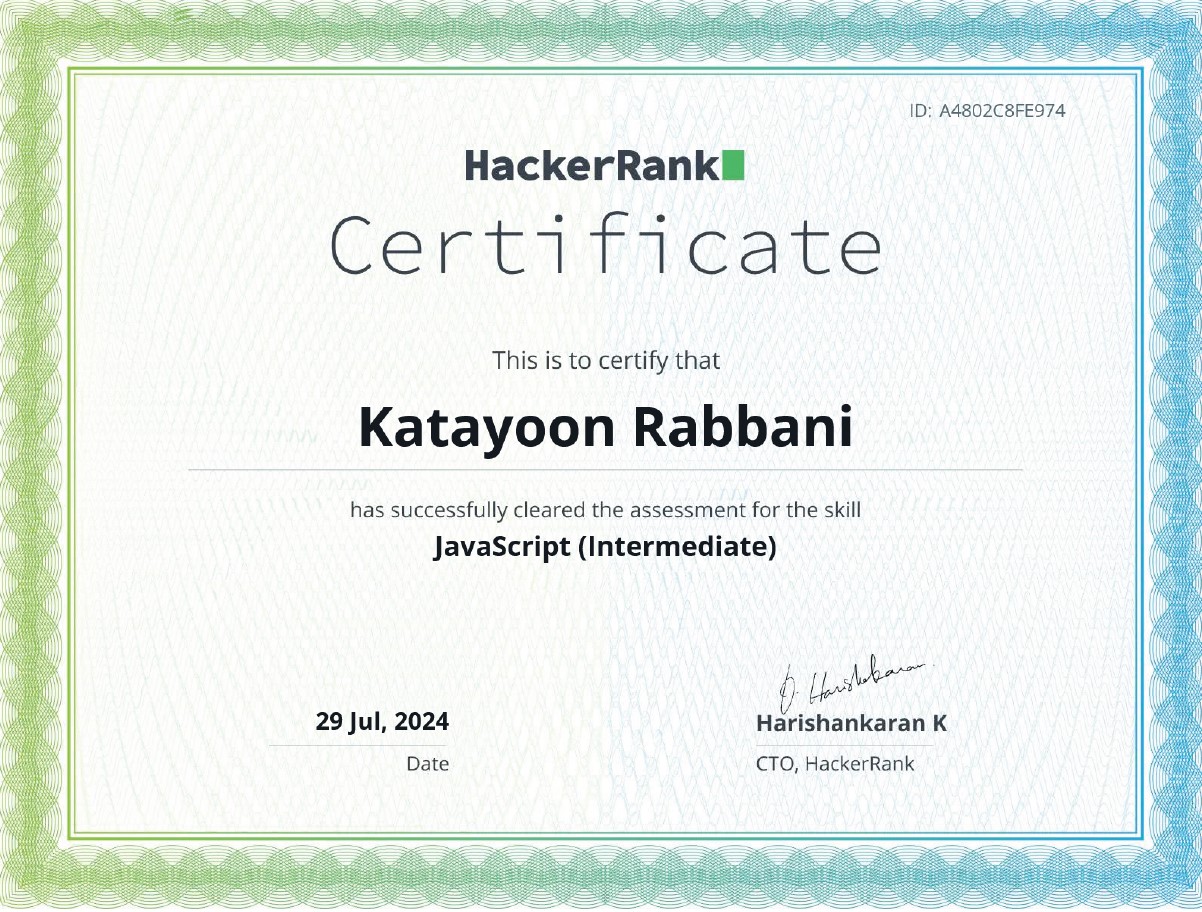 ID: A4802C8FE974
HackerRank
Certificate
This is to certify that
Katayoon Rabbani
has successfully cleared the assessment for the skill
JavaScript (Intermediate)
29 Jul, 2024
Date
Harishankaran K
CTO, HackerRank